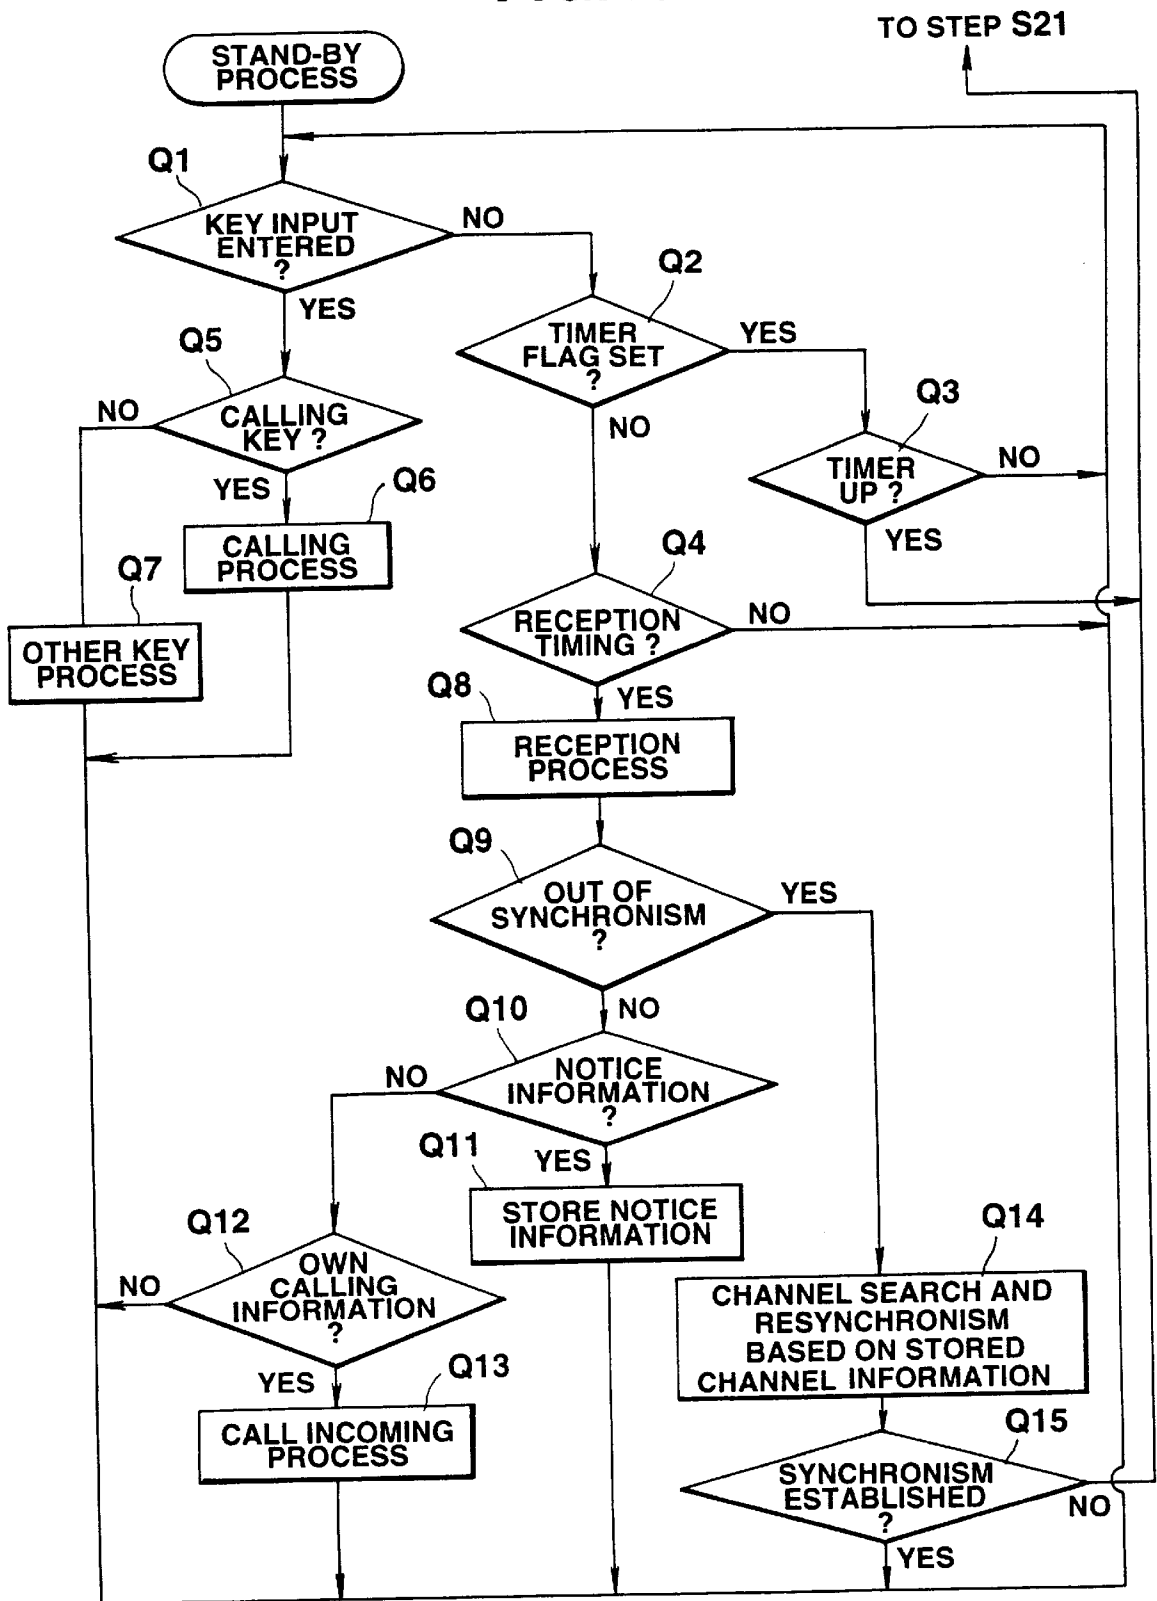 TO STEP S21
STAND-BY
PROCESS
Q1
KEY INPUT
ENTERED
?
NO
YES
Q2
TIMER
FLAG SET
?
YES
NO
Q5
CALLING
KEY ?
NO
YES
Q3
TIMER
UP ?
NO
YES
Q6
CALLING
PROCESS
Q7
OTHER KEY
PROCESS
Q4
RECEPTION
TIMING ?
NO
YES
Q8
RECEPTION
PROCESS
Q9
OUT OF
SYNCHRONISM
?
YES
NO
Q10
NOTICE
INFORMATION
?
NO
YES
Q11
STORE NOTICE
INFORMATION
Q12
OWN
CALLING
INFORMATION
?
NO
YES
Q13
CALL INCOMING
PROCESS
Q14
CHANNEL SEARCH AND
RESYNCHRONISM
BASED ON STORED
CHANNEL INFORMATION
Q15
SYNCHRONISM
ESTABLISHED
?
NO
YES